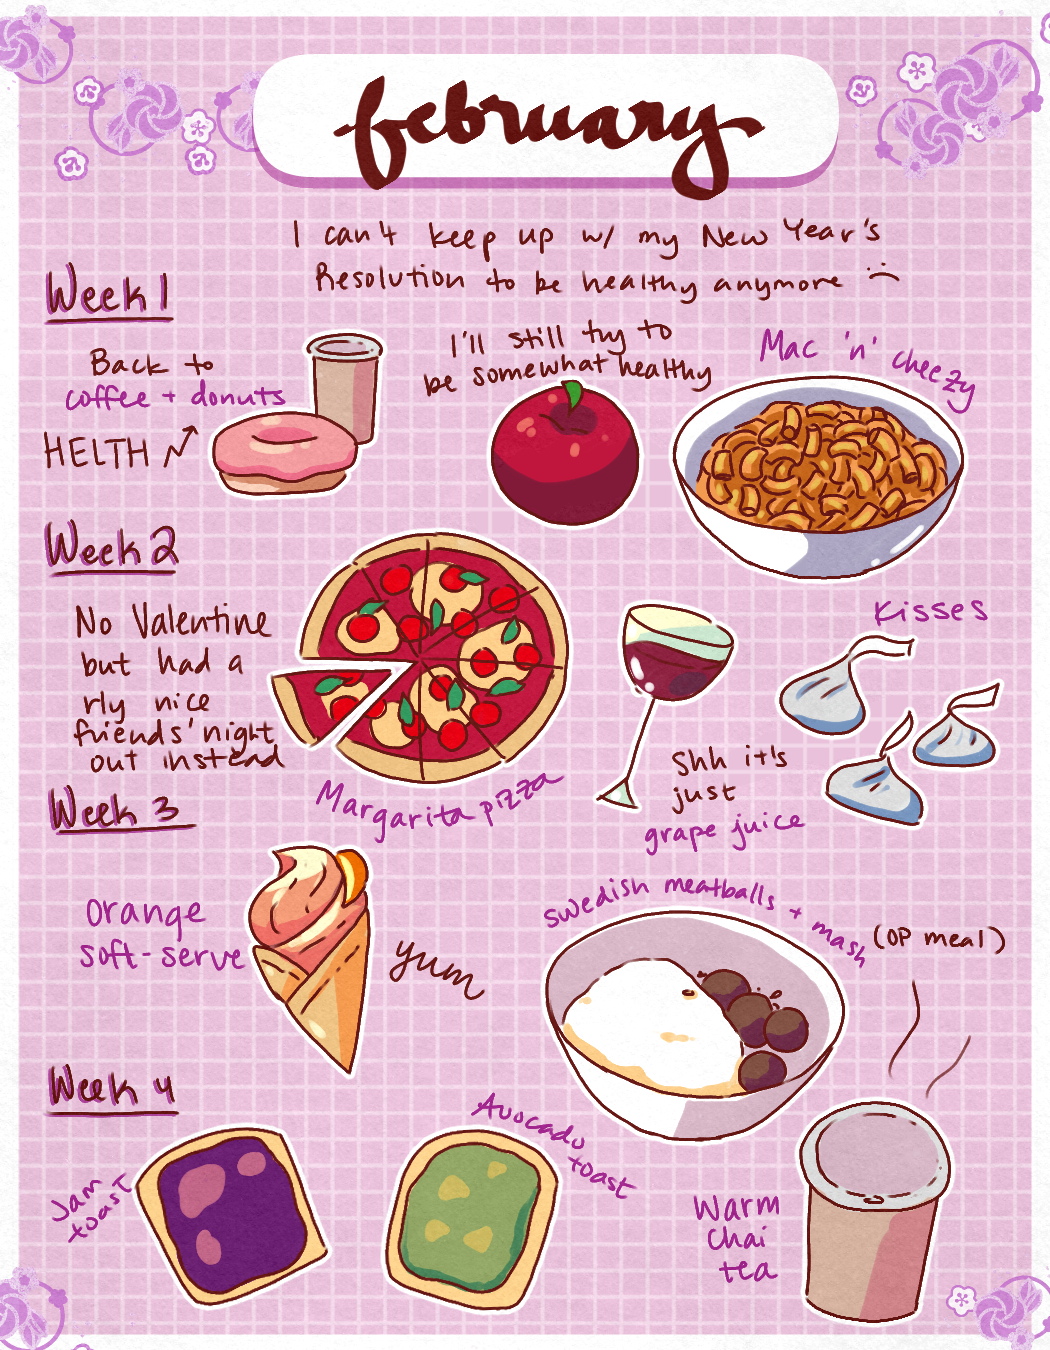 february
I can't keep up w/ my New Year's
Resolution to be healthy anymore :(
Week 1
Back to
coffee + donuts
HELTH
I'll still try to
be somewhat healthy
Mac 'n' cheezy
Week 2
No Valentine
but had a
rly nice
friends' night
out instead
Margarita pizza
Shh it's
just
grape juice
Kisses
Week 3
Orange
soft-serve
yum
Swedish meatballs + mash
(OP meal)
Week 4
Jam
toast
Avocado
toast
Warm
Chai
tea